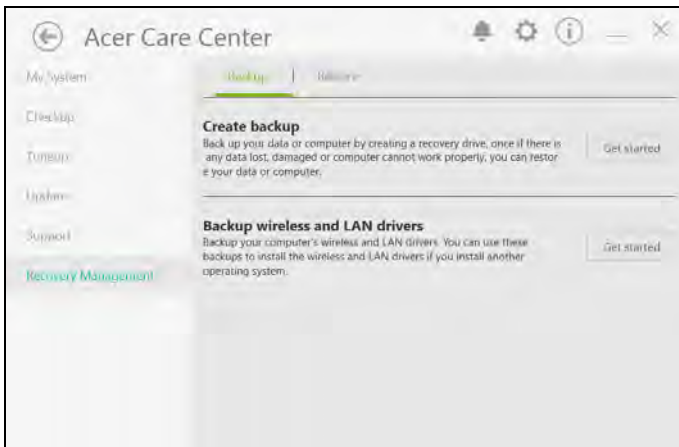 Acer Care Center
My System
Backup
Restore
Checkup
Create backup
Back up your data or computer by creating a recovery drive, once if there is
any data lost, damaged or computer cannot work properly, you can restor
e your data or computer.
Get started
Tuneup
Update
Support
Backup wireless and LAN drivers
Backup your computer's wireless and LAN drivers. You can use these
backups to install the wireless and LAN drivers if you install another
operating system.
Get started
Recovery Management